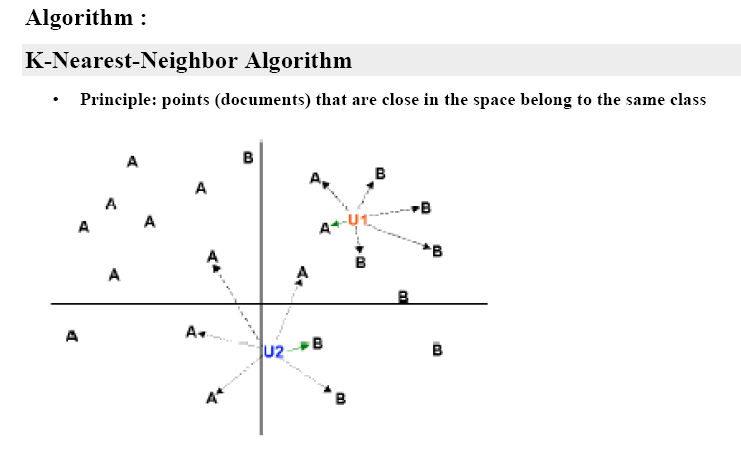 Algorithm :
K-Nearest-Neighbor Algorithm
• Principle: points (documents) that are close in the space belong to the same class
A
B
A
B
A
A
A
B
A
A
U1
A
B
A
B
A
A
B
A
A
U2
B
B
A
B